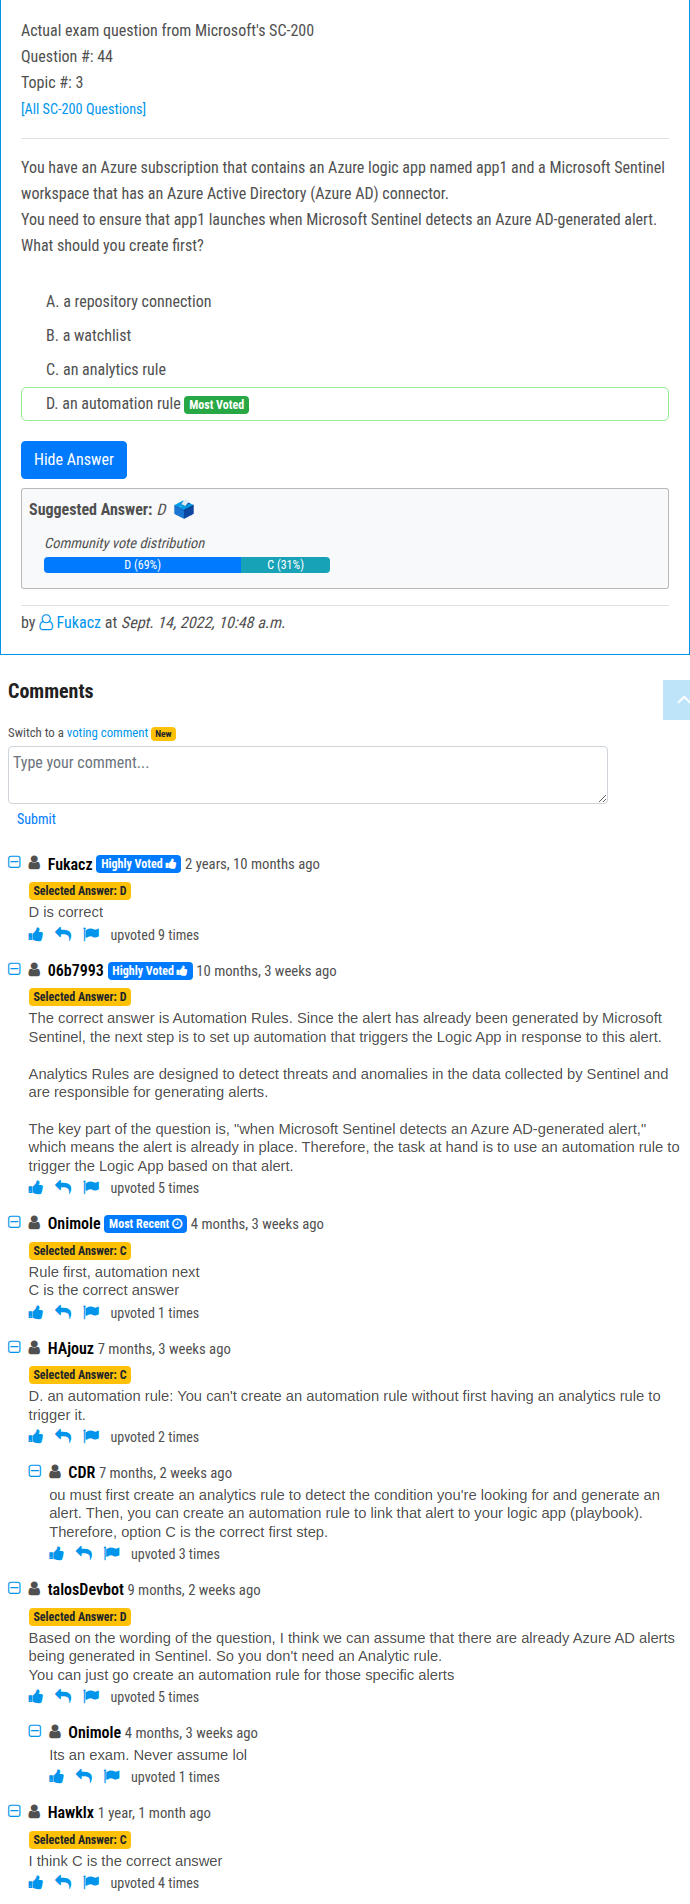 Actual exam question from Microsoft's SC-200
Question #: 44
Topic #: 3
[All SC-200 Questions]
You have an Azure subscription that contains an Azure logic app named app1 and a Microsoft Sentinel
workspace that has an Azure Active Directory (Azure AD) connector.
You need to ensure that app1 launches when Microsoft Sentinel detects an Azure AD-generated alert.
What should you create first?
A. a repository connection
B. a watchlist
C. an analytics rule
D. an automation rule Most Voted
Hide Answer
Suggested Answer: D
Community vote distribution
D (69%) C (31%)
by Fukacz at Sept. 14, 2022, 10:48 a.m.
Comments
Switch to a voting comment New
Type your comment...
Submit
Fukacz Highly Voted 2 years, 10 months ago
Selected Answer: D
D is correct
upvoted 9 times
06b7993 Highly Voted 10 months, 3 weeks ago
Selected Answer: D
The correct answer is Automation Rules. Since the alert has already been generated by Microsoft
Sentinel, the next step is to set up automation that triggers the Logic App in response to this alert.
Analytics Rules are designed to detect threats and anomalies in the data collected by Sentinel and
are responsible for generating alerts.
The key part of the question is, "when Microsoft Sentinel detects an Azure AD-generated alert,"
which means the alert is already in place. Therefore, the task at hand is to use an automation rule to
trigger the Logic App based on that alert.
upvoted 5 times
Onimole Most Recent 4 months, 3 weeks ago
Selected Answer: C
Rule first, automation next
C is the correct answer
upvoted 1 times
HAjouz 7 months, 3 weeks ago
Selected Answer: C
D. an automation rule: You can't create an automation rule without first having an analytics rule to
trigger it.
upvoted 2 times
CDR 7 months, 2 weeks ago
ou must first create an analytics rule to detect the condition you're looking for and generate an
alert. Then, you can create an automation rule to link that alert to your logic app (playbook).
Therefore, option C is the correct first step.
upvoted 3 times
talosDevbot 9 months, 2 weeks ago
Selected Answer: D
Based on the wording of the question, I think we can assume that there are already Azure AD alerts
being generated in Sentinel. So you don't need an Analytic rule.
You can just go create an automation rule for those specific alerts
upvoted 5 times
Onimole 4 months, 3 weeks ago
Its an exam. Never assume lol
upvoted 1 times
Hawklx 1 year, 1 month ago
Selected Answer: C
I think C is the correct answer
upvoted 4 times